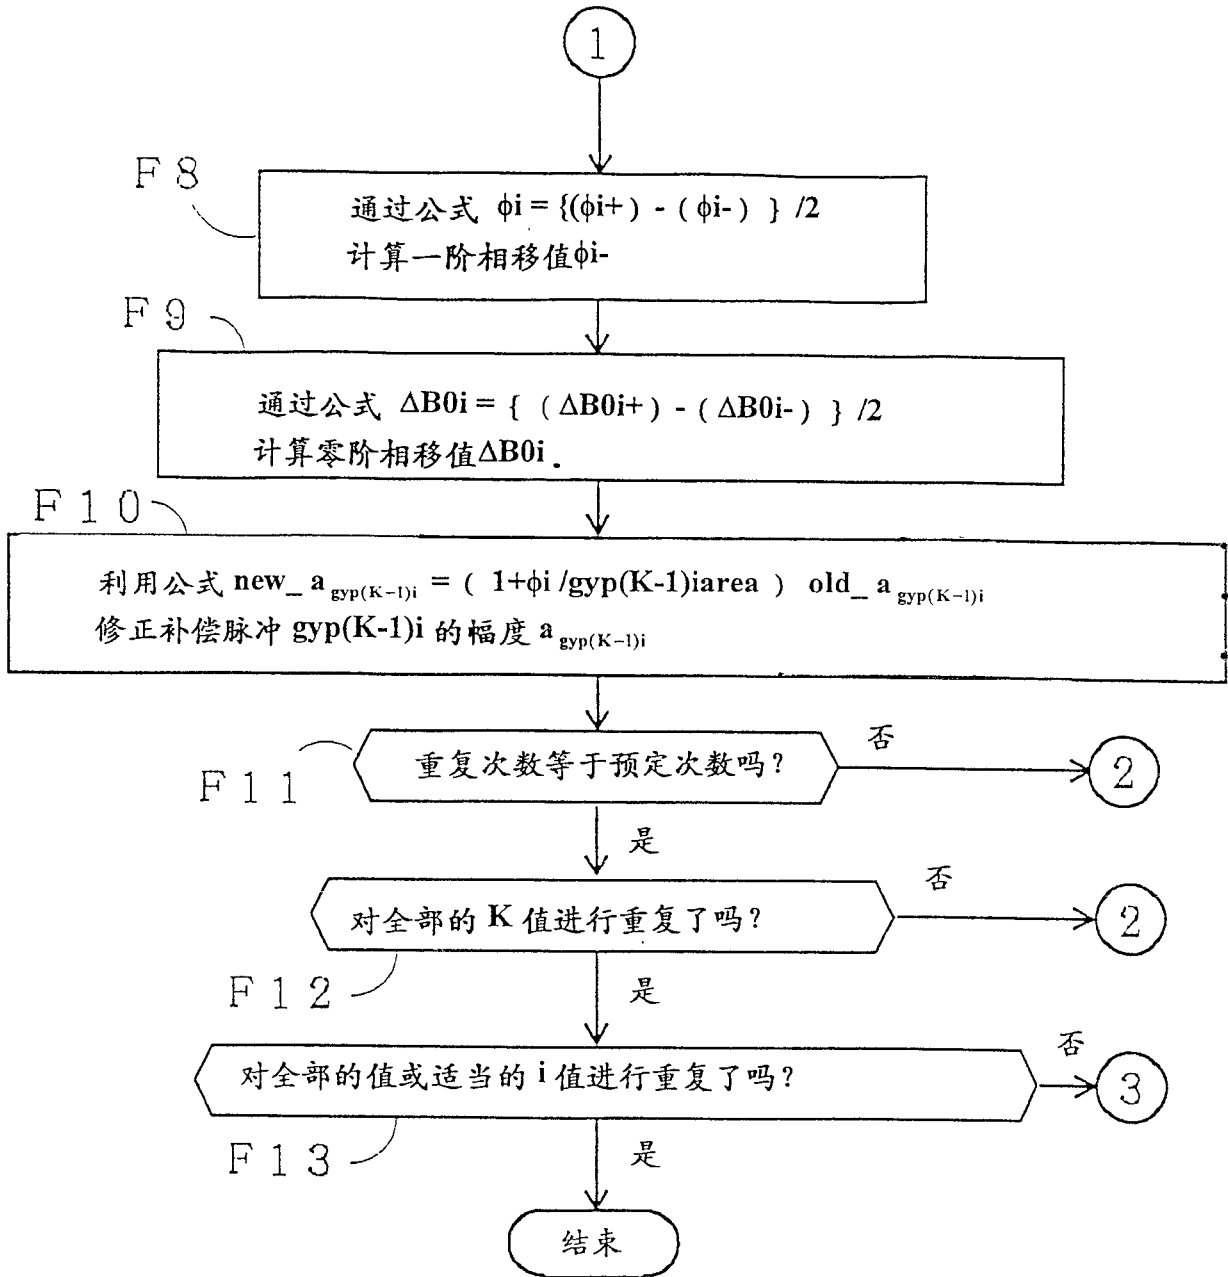 1
F8
通过公式 ϕi = {(ϕi+) - ( ϕi- ) } /2
计算一阶相移值ϕi-
F9
通过公式 ΔB0i = { ( ΔB0i+) - ( ΔB0i- ) } /2
计算零阶相移值ΔB0i .
F10
利用公式 new_ a gyp(K-1)i = ( 1+ϕi /gyp(K-1)iarea ) old_ a gyp(K-1)i
修正补偿脉冲 gyp(K-1)i 的幅度 a gyp(K-1)i
F11
重复次数等于预定次数吗?
否
2
是
对全部的 K 值进行重复了吗?
否
2
F12
是
对全部的值或适当的 i 值进行重复了吗?
否
3
F13
是
结束